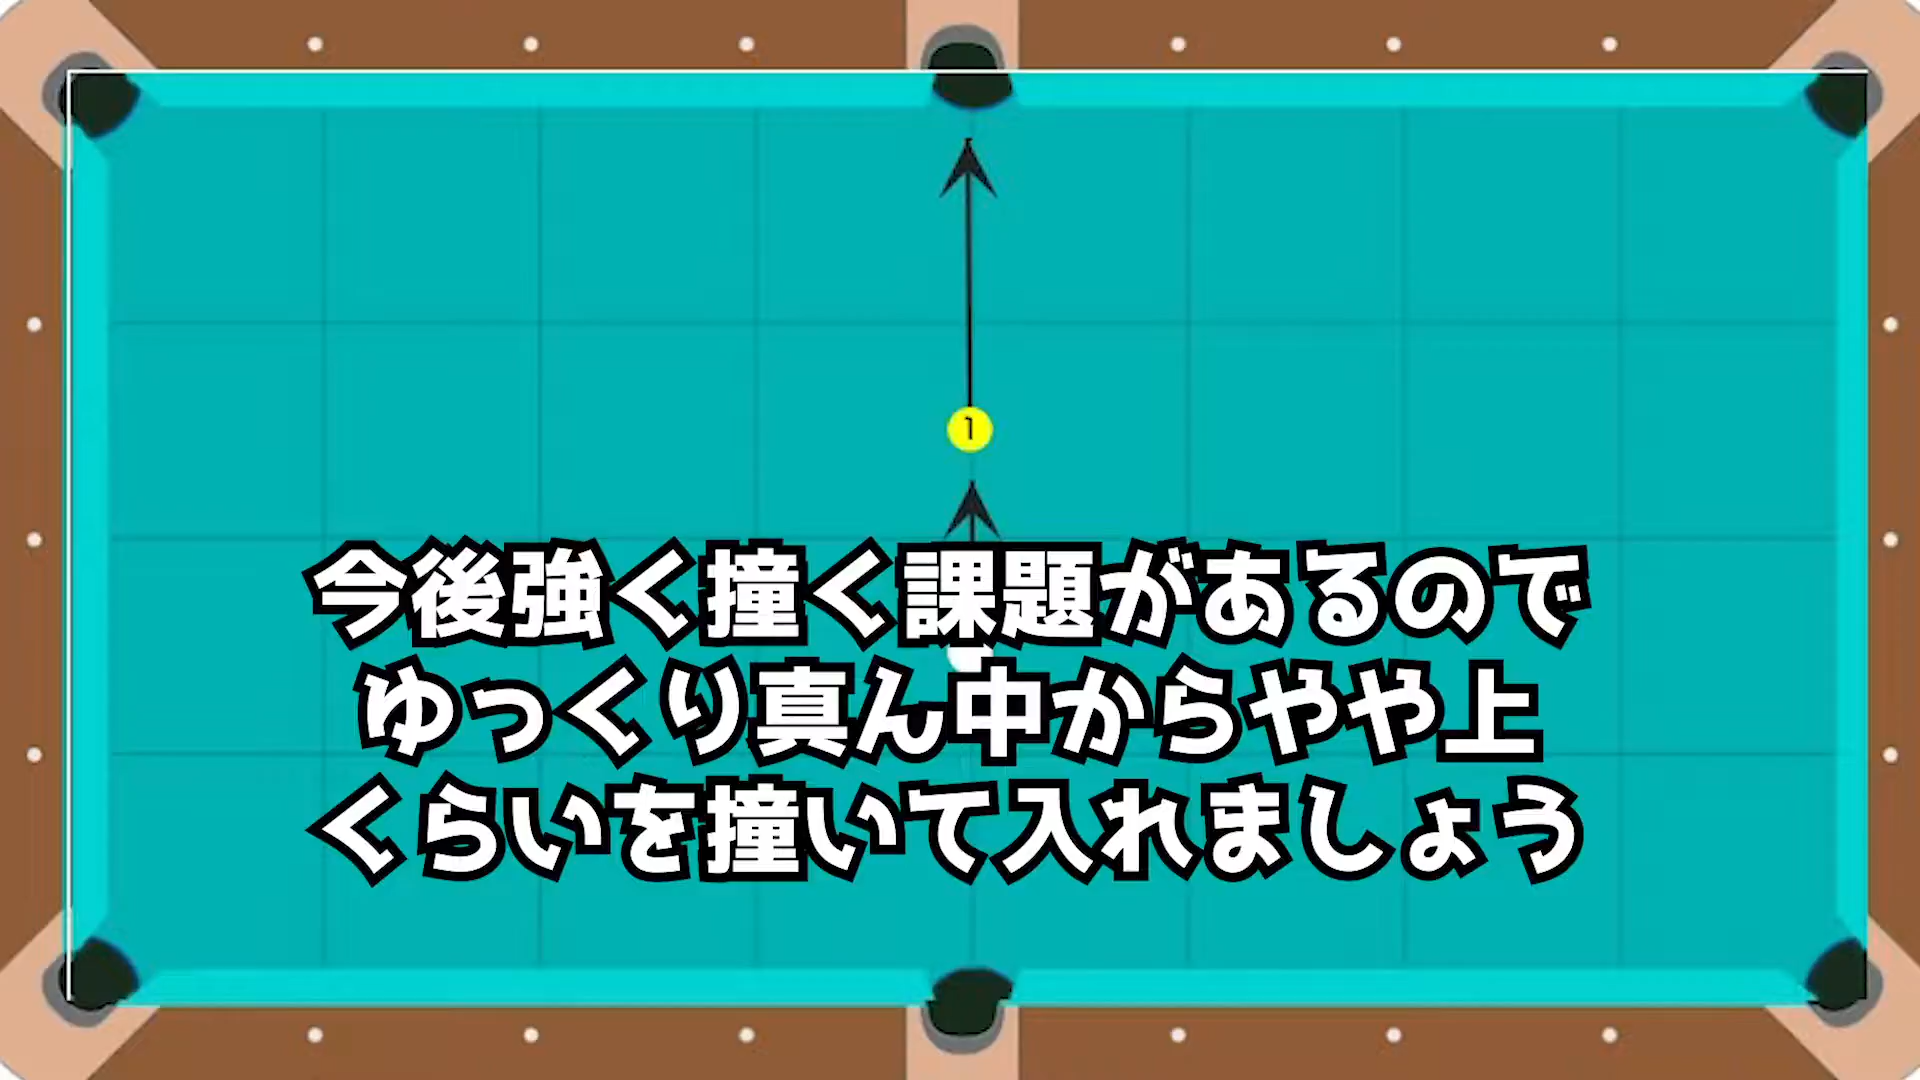 1
今後強く撞く課題があるので
ゆっくり真ん中からやや上
くらいを撞いて入れましょう